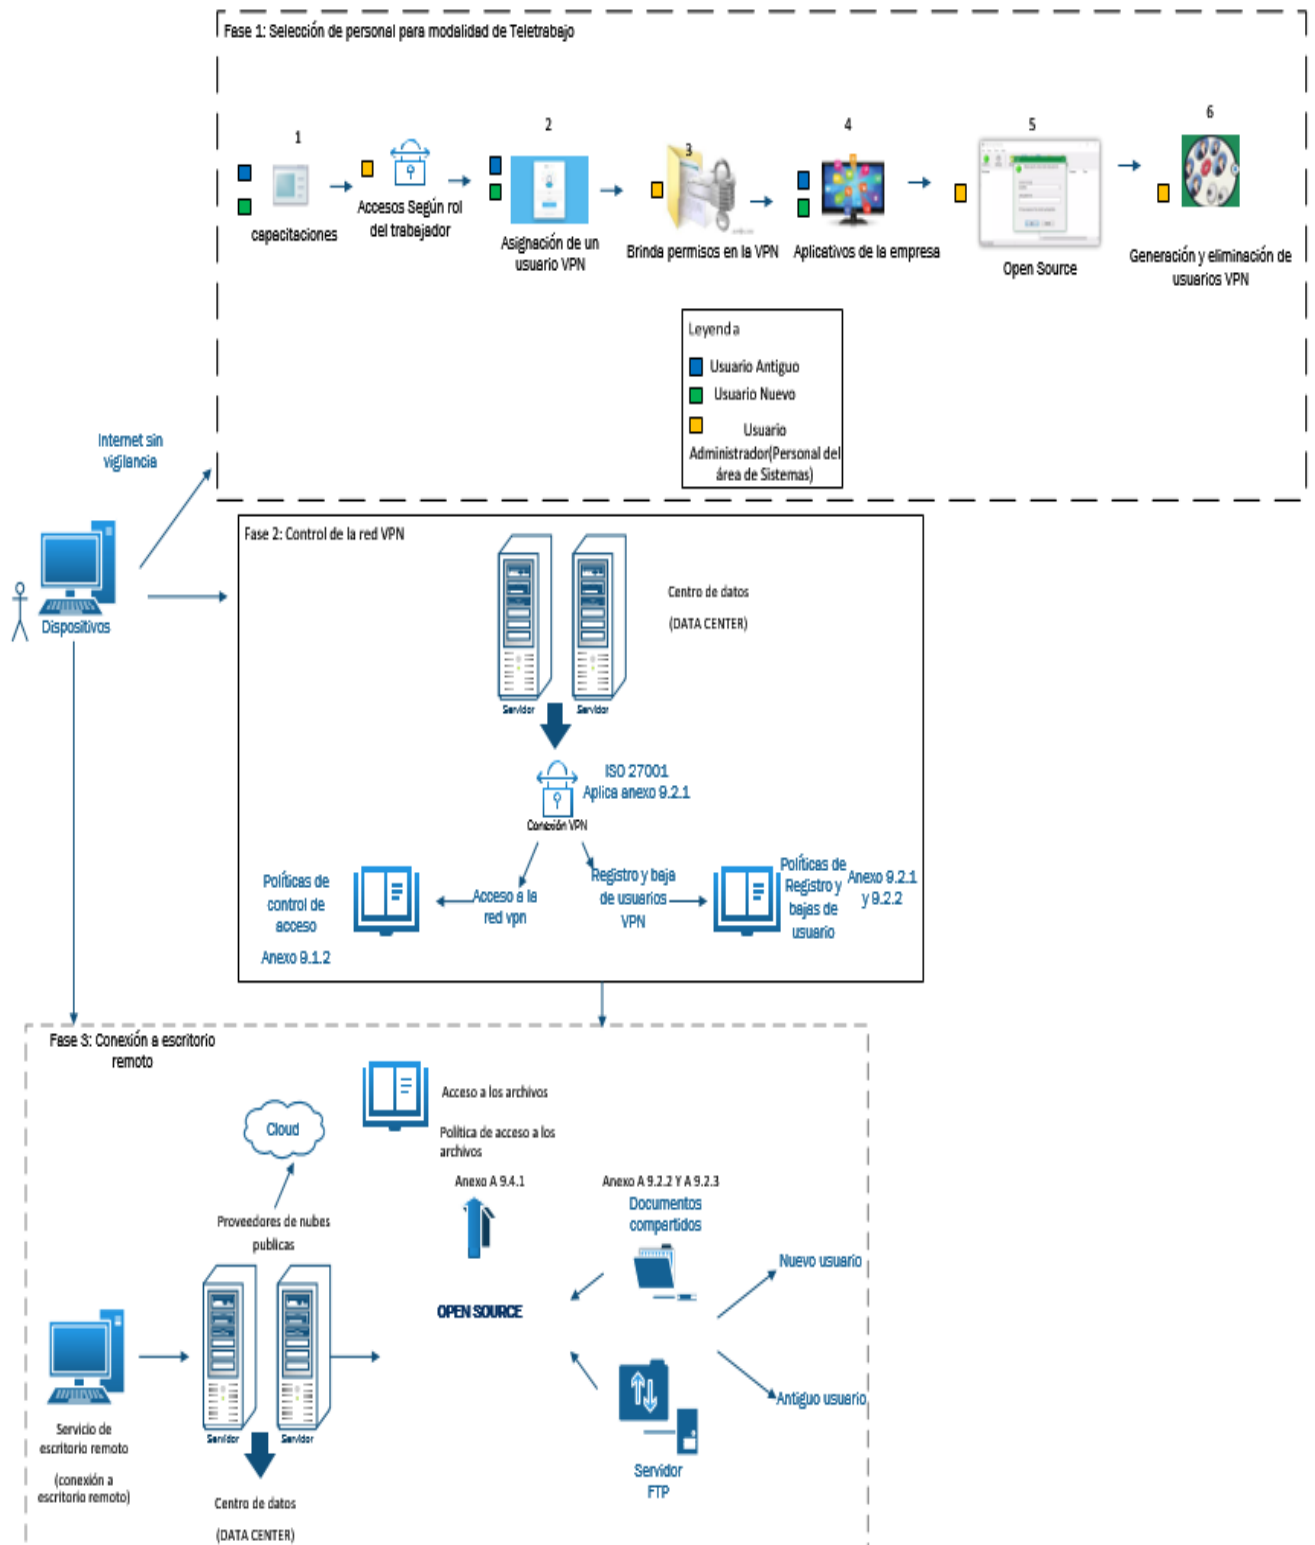 Fase 1: Selección de personal para modalidad de Teletrabajo
1
2
3
4
5
6
capacitaciones
Accesos Según rol
del trabajador
Asignación de un
usuario VPN
Brinda permisos en la VPN
Aplicativos de la empresa
Open Source
Generación y eliminación de
usuarios VPN
Leyenda
Usuario Antiguo
Usuario Nuevo
Usuario
Administrador(Personal del
área de Sistemas)
Internet sin
vigilancia
Dispositivos
Fase 2: Control de la red VPN
Centro de datos
(DATA CENTER)
Servidor
Servidor
ISO 27001
Aplica anexo 9.2.1
Conexión VPN
Políticas de
control de
acceso
Anexo 9.1.2
Acceso a la
red vpn
Registro y baja
de usuarios
VPN
Políticas de
Registro y
bajas de
usuario
Anexo 9.2.1
y 9.2.2
Fase 3: Conexión a escritorio
remoto
Cloud
Acceso a los archivos
Política de acceso a los
archivos
Anexo A 9.4.1
Anexo A 9.2.2 Y A 9.2.3
Documentos
compartidos
Proveedores de nubes
publicas
OPEN SOURCE
Nuevo usuario
Antiguo usuario
Servicio de
escritorio remoto
(conexión a
escritorio remoto)
Servidor
Servidor
Centro de datos
(DATA CENTER)
Servidor
FTP